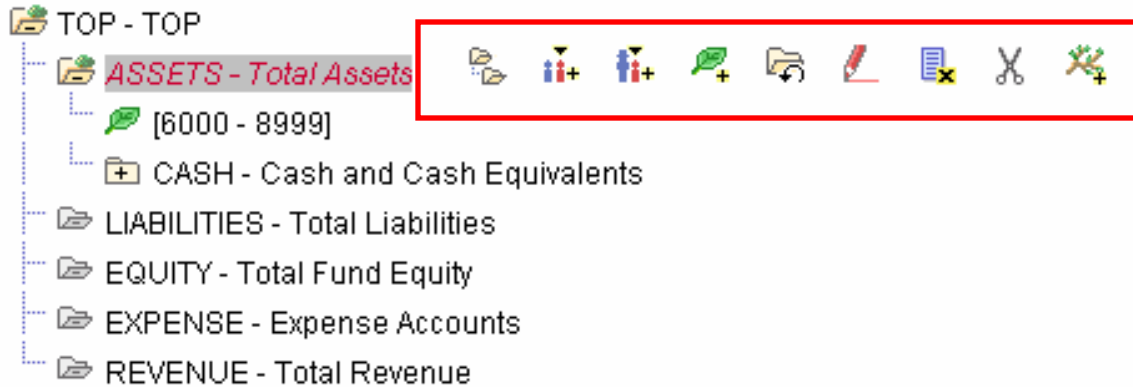 TOP - TOP
ASSETS - Total Assets
[6000 - 8999]
CASH - Cash and Cash Equivalents
LIABILITIES - Total Liabilities
EQUITY - Total Fund Equity
EXPENSE - Expense Accounts
REVENUE - Total Revenue